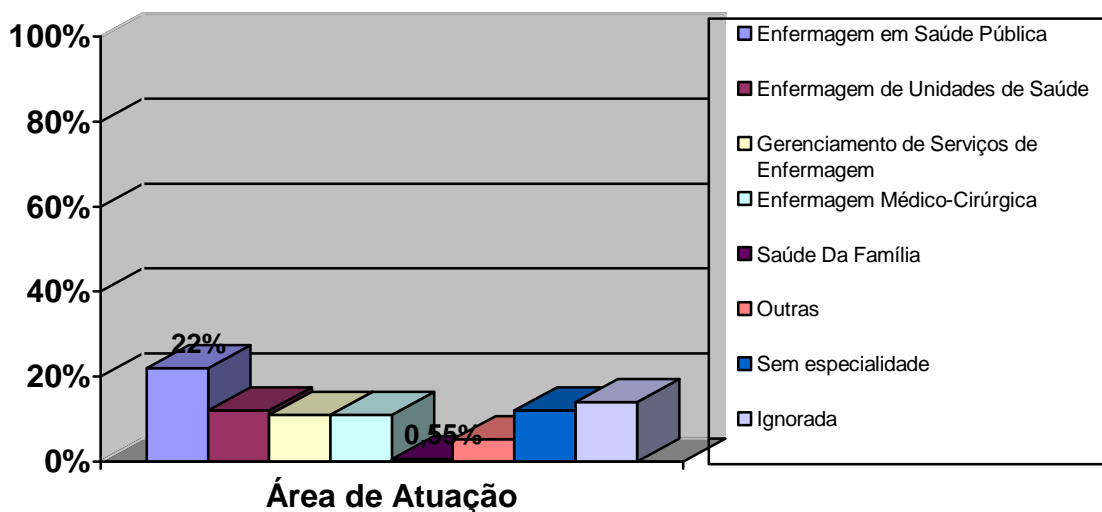 100%
80%
60%
40%
20%
0%
22%
0,55%
Área de Atuação
Enfermagem em Saúde Pública
Enfermagem de Unidades de Saúde
Gerenciamento de Serviços de
Enfermagem
Enfermagem Médico-Cirúrgica
Saúde Da Família
Outras
Sem especialidade
Ignorada